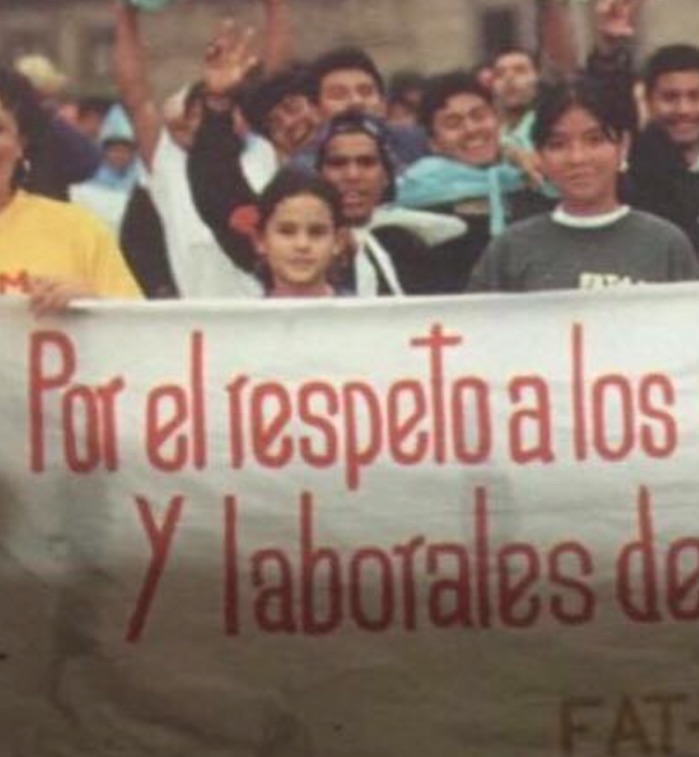 Por el respeto a los
Y laborales de
FAT